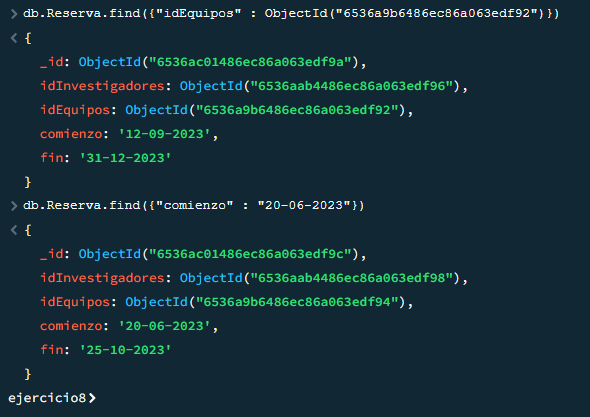 > db.Reserva.find({"idEquipos" : ObjectId("6536a9b6486ec86a063edf92")})
< {
_id: ObjectId("6536ac01486ec86a063edf9a"),
idInvestigadores: ObjectId("6536aab4486ec86a063edf96"),
idEquipos: ObjectId("6536a9b6486ec86a063edf92"),
comienzo: '12-09-2023',
fin: '31-12-2023'
}
> db.Reserva.find({"comienzo" : "20-06-2023"})
< {
_id: ObjectId("6536ac01486ec86a063edf9c"),
idInvestigadores: ObjectId("6536aab4486ec86a063edf98"),
idEquipos: ObjectId("6536a9b6486ec86a063edf94"),
comienzo: '20-06-2023',
fin: '25-10-2023'
}
ejercicio8>